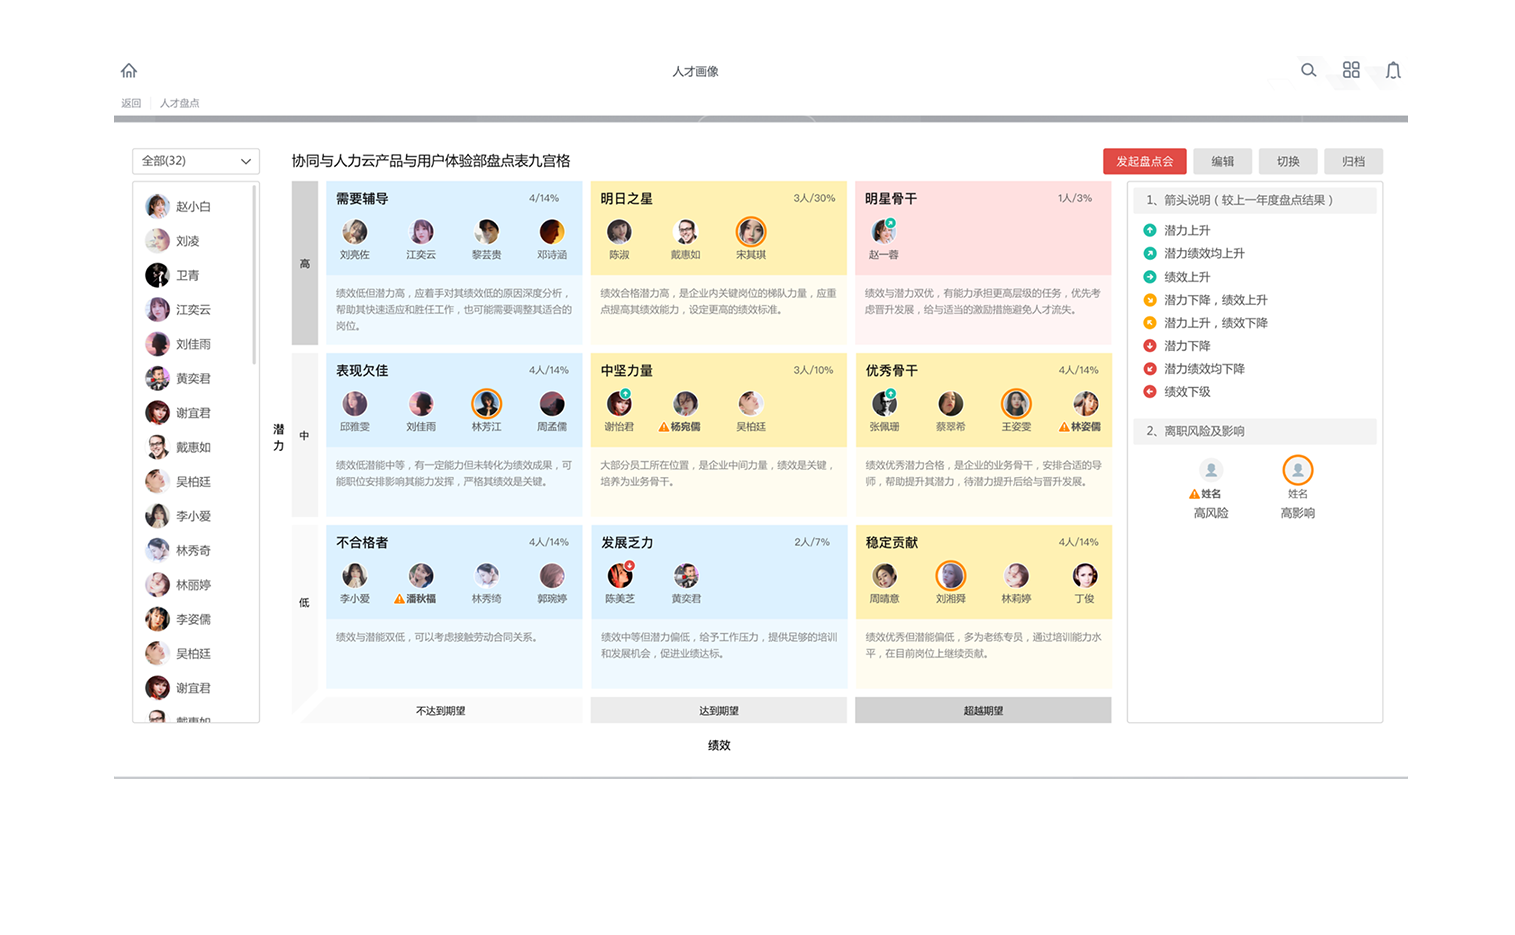 人才画像
返回
人才盘点
全部(32)
协同与人力云产品与用户体验部盘点表九宫格
发起盘点会
编辑
切换
归档
赵小白
刘凌
卫青
江奕云
刘佳雨
黄奕君
谢宜君
戴惠如
吴柏廷
李小爱
林秀奇
林丽婷
李姿儒
吴柏廷
谢宜君
戴惠如
潜力
高
需要辅导
4/14%
刘亮佐
江奕云
黎芸贵
邓诗涵
绩效低但潜力高，应着手对其绩效低的原因深度分析，
帮助其快速适应和胜任工作，也可能需要调整其适合的
岗位。
明日之星
3人/30%
陈淑
戴惠如
宋其琪
绩效合格潜力高，是企业内关键岗位的梯队力量，应重
点提高其绩效能力，设定更高的绩效标准。
明星骨干
1人/3%
赵一蓉
绩效与潜力双优，有能力承担更高层级的任务，优先考
虑晋升发展，给与适当的激励措施避免人才流失。
中
表现欠佳
4人/14%
邱雅雯
刘佳雨
林芳江
周孟儒
绩效低潜能中等，有一定能力但未转化为绩效成果，可
能职位安排影响其能力发挥，严格其绩效是关键。
中坚力量
3人/10%
谢怡君
杨宛儒
吴柏廷
大部分员工所在位置，是企业中间力量，绩效是关键，
培养为业务骨干。
优秀骨干
4人/14%
张佩珊
蔡翠希
王姿雯
林姿儒
绩效优秀潜力合格，是企业的业务骨干，安排合适的导
师，帮助提升其潜力，待潜力提升后给与晋升发展。
低
不合格者
4人/14%
李小爱
潘秋福
林秀绮
郭琬婷
绩效与潜能双低，可以考虑接触劳动合同关系。
发展乏力
2人/7%
陈美芝
黄奕君
绩效中等但潜力偏低，给予工作压力，提供足够的培训
和发展机会，促进业绩达标。
稳定贡献
4人/14%
周晴意
刘湘舜
林莉婷
丁俊
绩效优秀但潜能偏低，多为老练专员，通过培训能力水
平，在目前岗位上继续贡献。
不达到期望
达到期望
超越期望
绩效
1、箭头说明（较上一年度盘点结果）
潜力上升
潜力绩效均上升
绩效上升
潜力下降，绩效上升
潜力上升，绩效下降
潜力下降
潜力绩效均下降
绩效下级
2、离职风险及影响
姓名
高风险
姓名
高影响